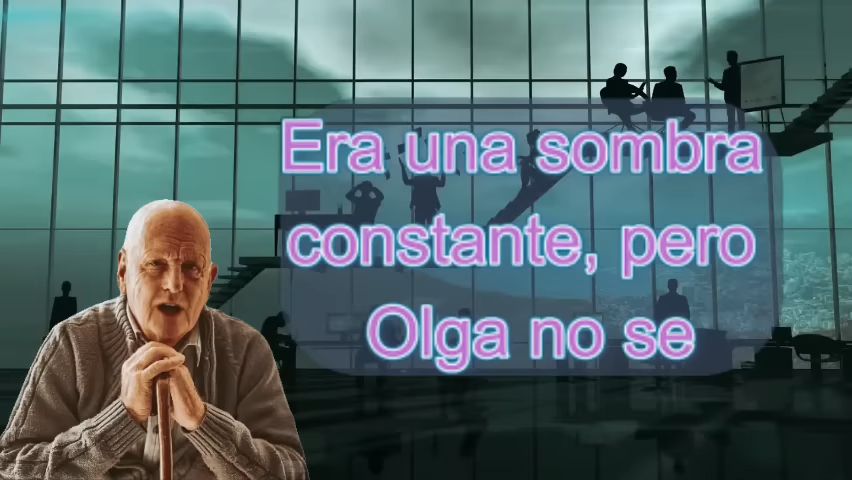 Era una sombra
constante, pero
Olga no se